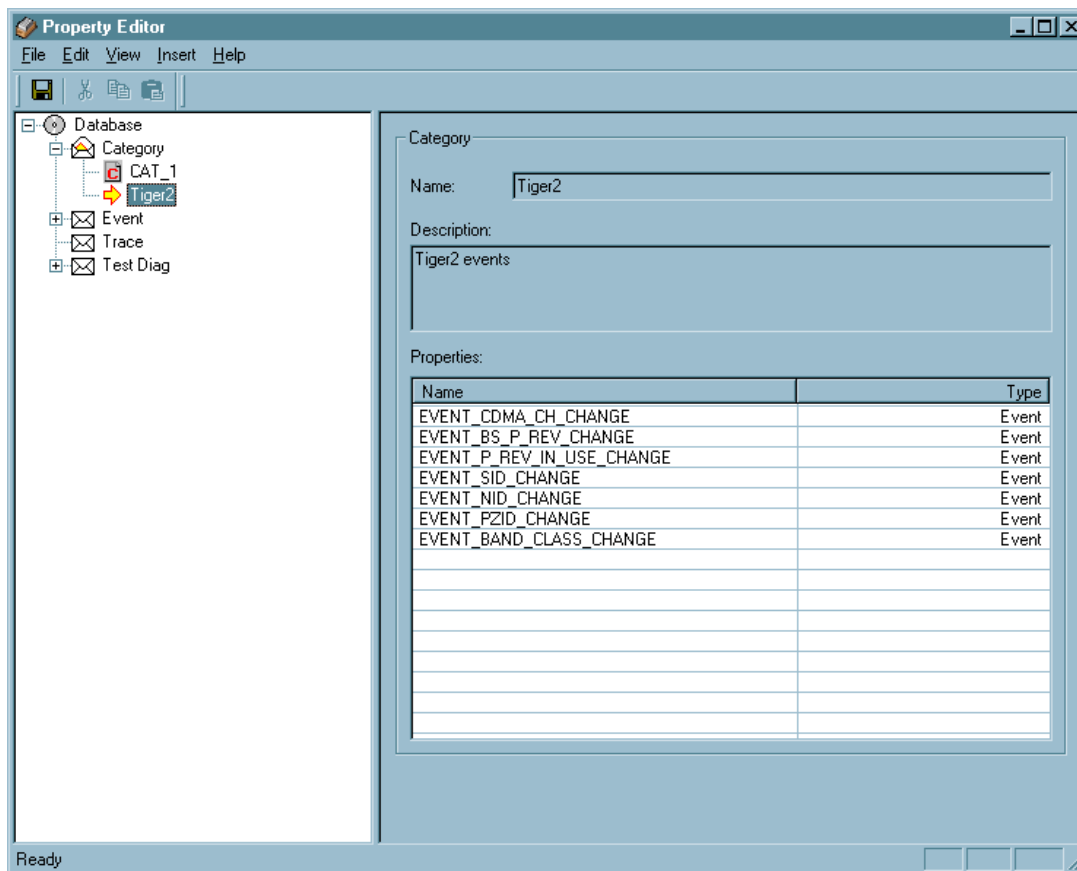 Property Editor
File Edit View Insert Help
Database
Category
CAT_1
Tiger2
Event
Trace
Test Diag
Category
Name: Tiger2
Description:
Tiger2 events
Properties:
Name Type
EVENT_CDMA_CH_CHANGE Event
EVENT_BS_P_REV_CHANGE Event
EVENT_P_REV_IN_USE_CHANGE Event
EVENT_SID_CHANGE Event
EVENT_NID_CHANGE Event
EVENT_PZID_CHANGE Event
EVENT_BAND_CLASS_CHANGE Event
Ready